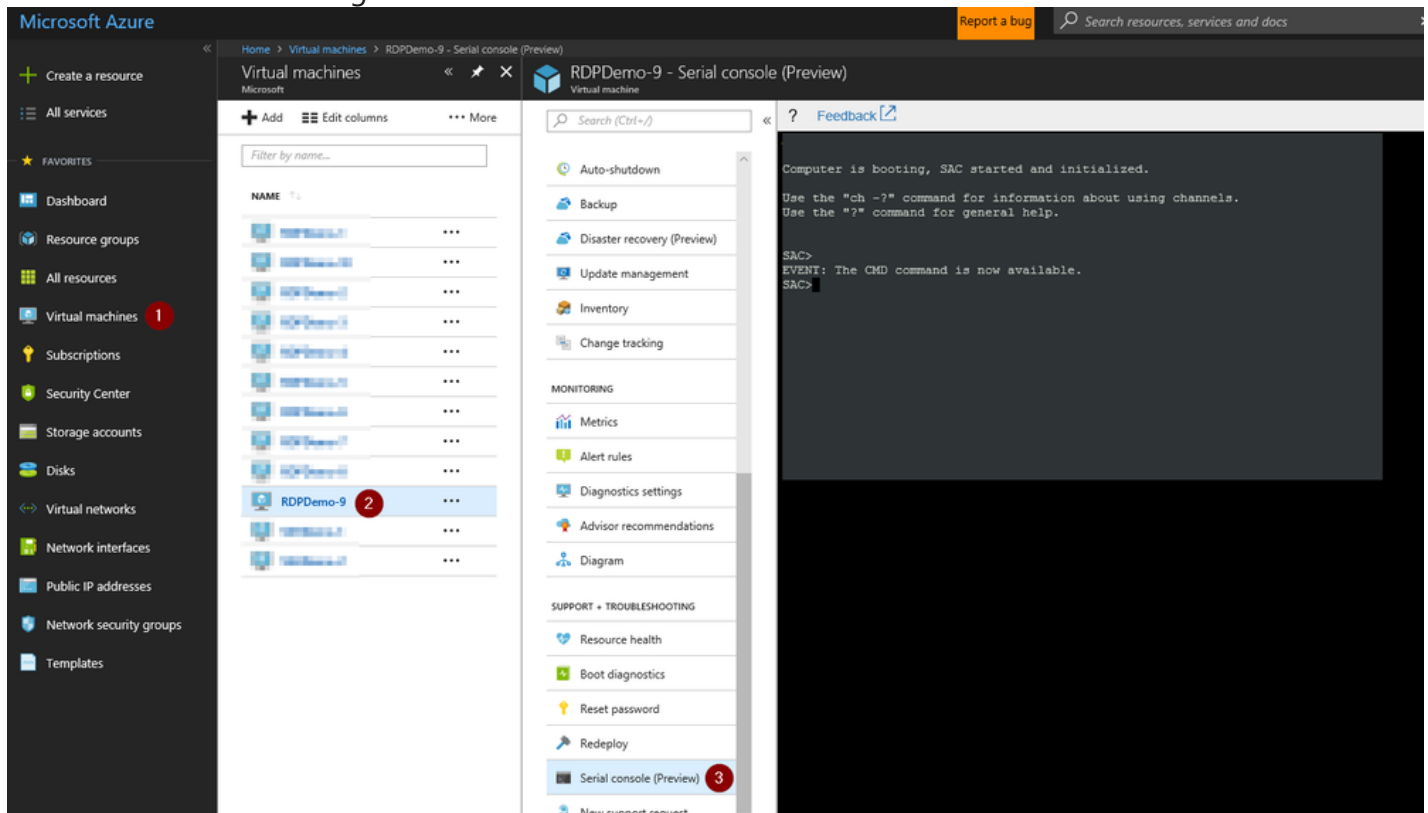 Microsoft Azure
Report a bug
Search resources, services and docs
Home > Virtual machines > RDPDemo-9 - Serial console (Preview)
Create a resource
All services
FAVORITES
Dashboard
Resource groups
All resources
Virtual machines 1
Subscriptions
Security Center
Storage accounts
Disks
Virtual networks
Network interfaces
Public IP addresses
Network security groups
Templates
Virtual machines
Microsoft
Add Edit columns ... More
Filter by name...
NAME
RDPDemo-9 2
RDPDemo-9 - Serial console (Preview)
Virtual machine
Search (Ctrl+/)
Auto-shutdown
Backup
Disaster recovery (Preview)
Update management
Inventory
Change tracking
MONITORING
Metrics
Alert rules
Diagnostics settings
Advisor recommendations
Diagram
SUPPORT + TROUBLESHOOTING
Resource health
Boot diagnostics
Reset password
Redeploy
Serial console (Preview) 3
New support request
? Feedback
Computer is booting, SAC started and initialized.
Use the "ch -?" command for information about using channels.
Use the "?" command for general help.
SAC>
EVENT: The CMD command is now available.
SAC>